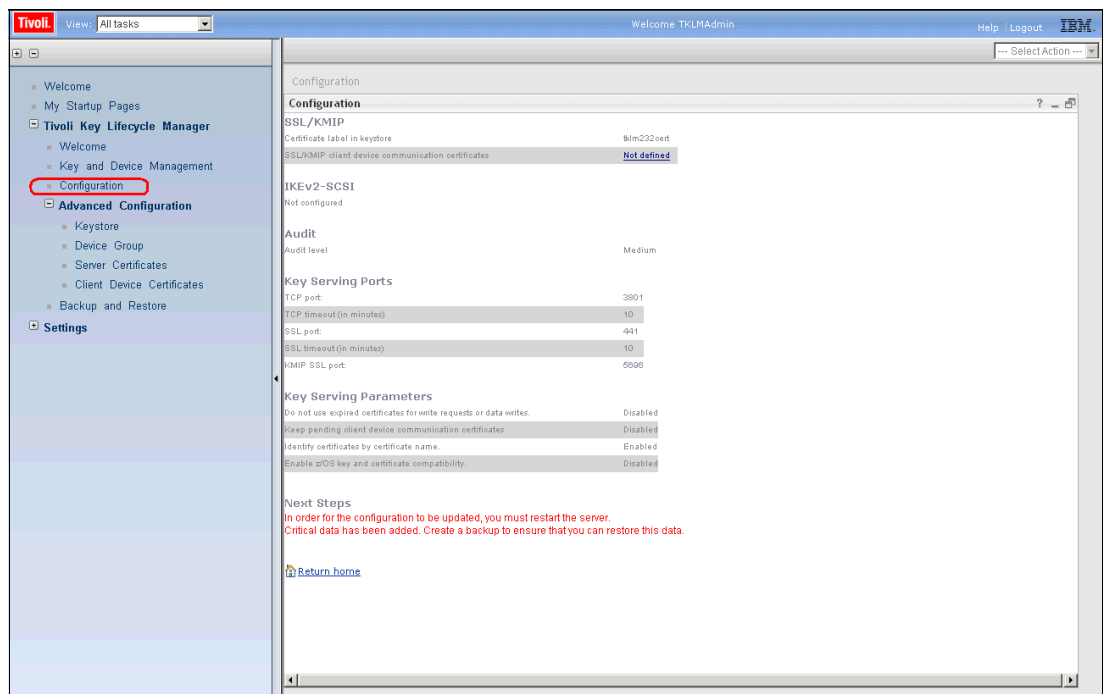 Tivoli. View: All tasks Welcome TKLMAdmin Help Logout IBM.
--- Select Action ---
Welcome
My Startup Pages
Tivoli Key Lifecycle Manager
Welcome
Key and Device Management
Configuration
Advanced Configuration
Keystore
Device Group
Server Certificates
Client Device Certificates
Backup and Restore
Settings
Configuration
Configuration ?
SSL/KMIP
Certificate label in keystore tklm232cert
SSL/KMIP client device communication certificates Not defined
IKEv2-SCSI
Not configured
Audit
Audit level Medium
Key Serving Ports
TCP port: 3801
TCP timeout (in minutes) 10
SSL port: 441
SSL timeout (in minutes) 10
KMIP SSL port: 5696
Key Serving Parameters
Do not use expired certificates for write requests or data writes. Disabled
Keep pending client device communication certificates Disabled
Identify certificates by certificate name. Enabled
Enable z/OS key and certificate compatibility. Disabled
Next Steps
In order for the configuration to be updated, you must restart the server.
Critical data has been added. Create a backup to ensure that you can restore this data.
Return home